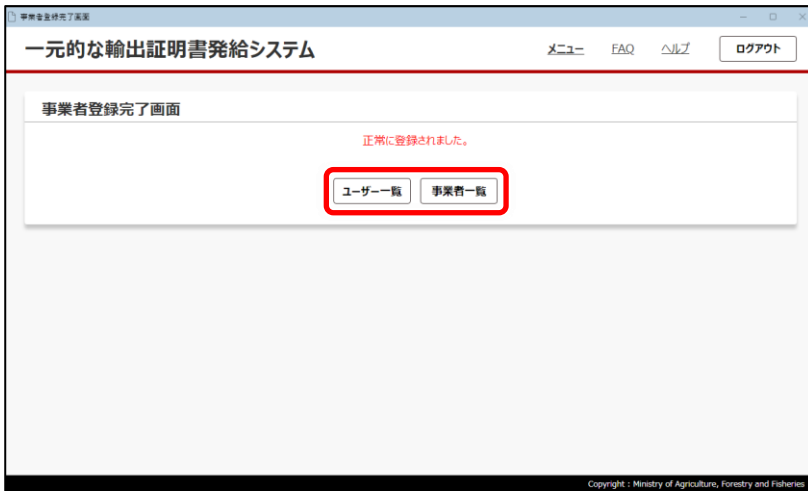 事業者登録完了画面
一元的な輸出証明書発給システム
メニュー FAQ ヘルプ ログアウト
事業者登録完了画面
正常に登録されました。
ユーザー一覧 事業者一覧
Copyright : Ministry of Agriculture, Forestry and Fisheries